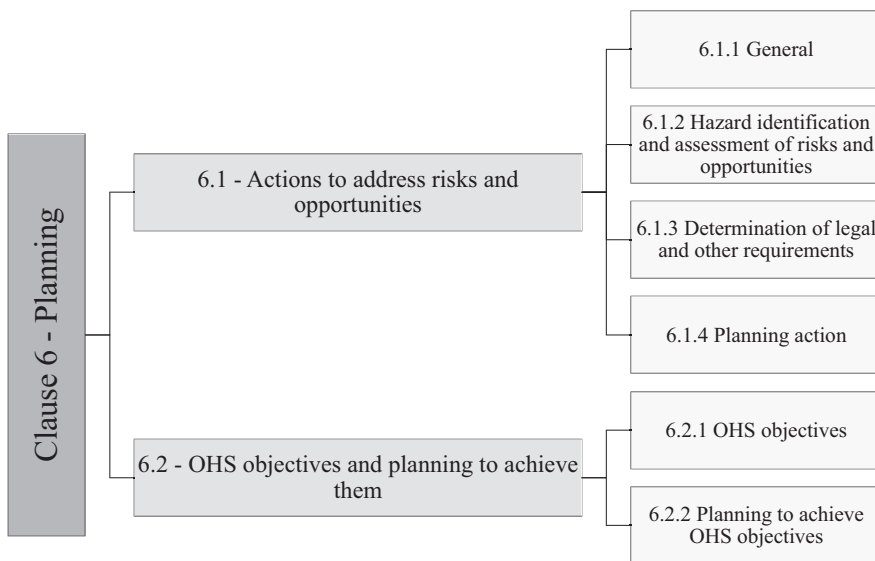 Clause 6 - Planning
6.1 - Actions to address risks and
opportunities
6.1.1 General
6.1.2 Hazard identification
and assessment of risks and
opportunities
6.1.3 Determination of legal
and other requirements
6.1.4 Planning action
6.2 - OHS objectives and planning to achieve
them
6.2.1 OHS objectives
6.2.2 Planning to achieve
OHS objectives